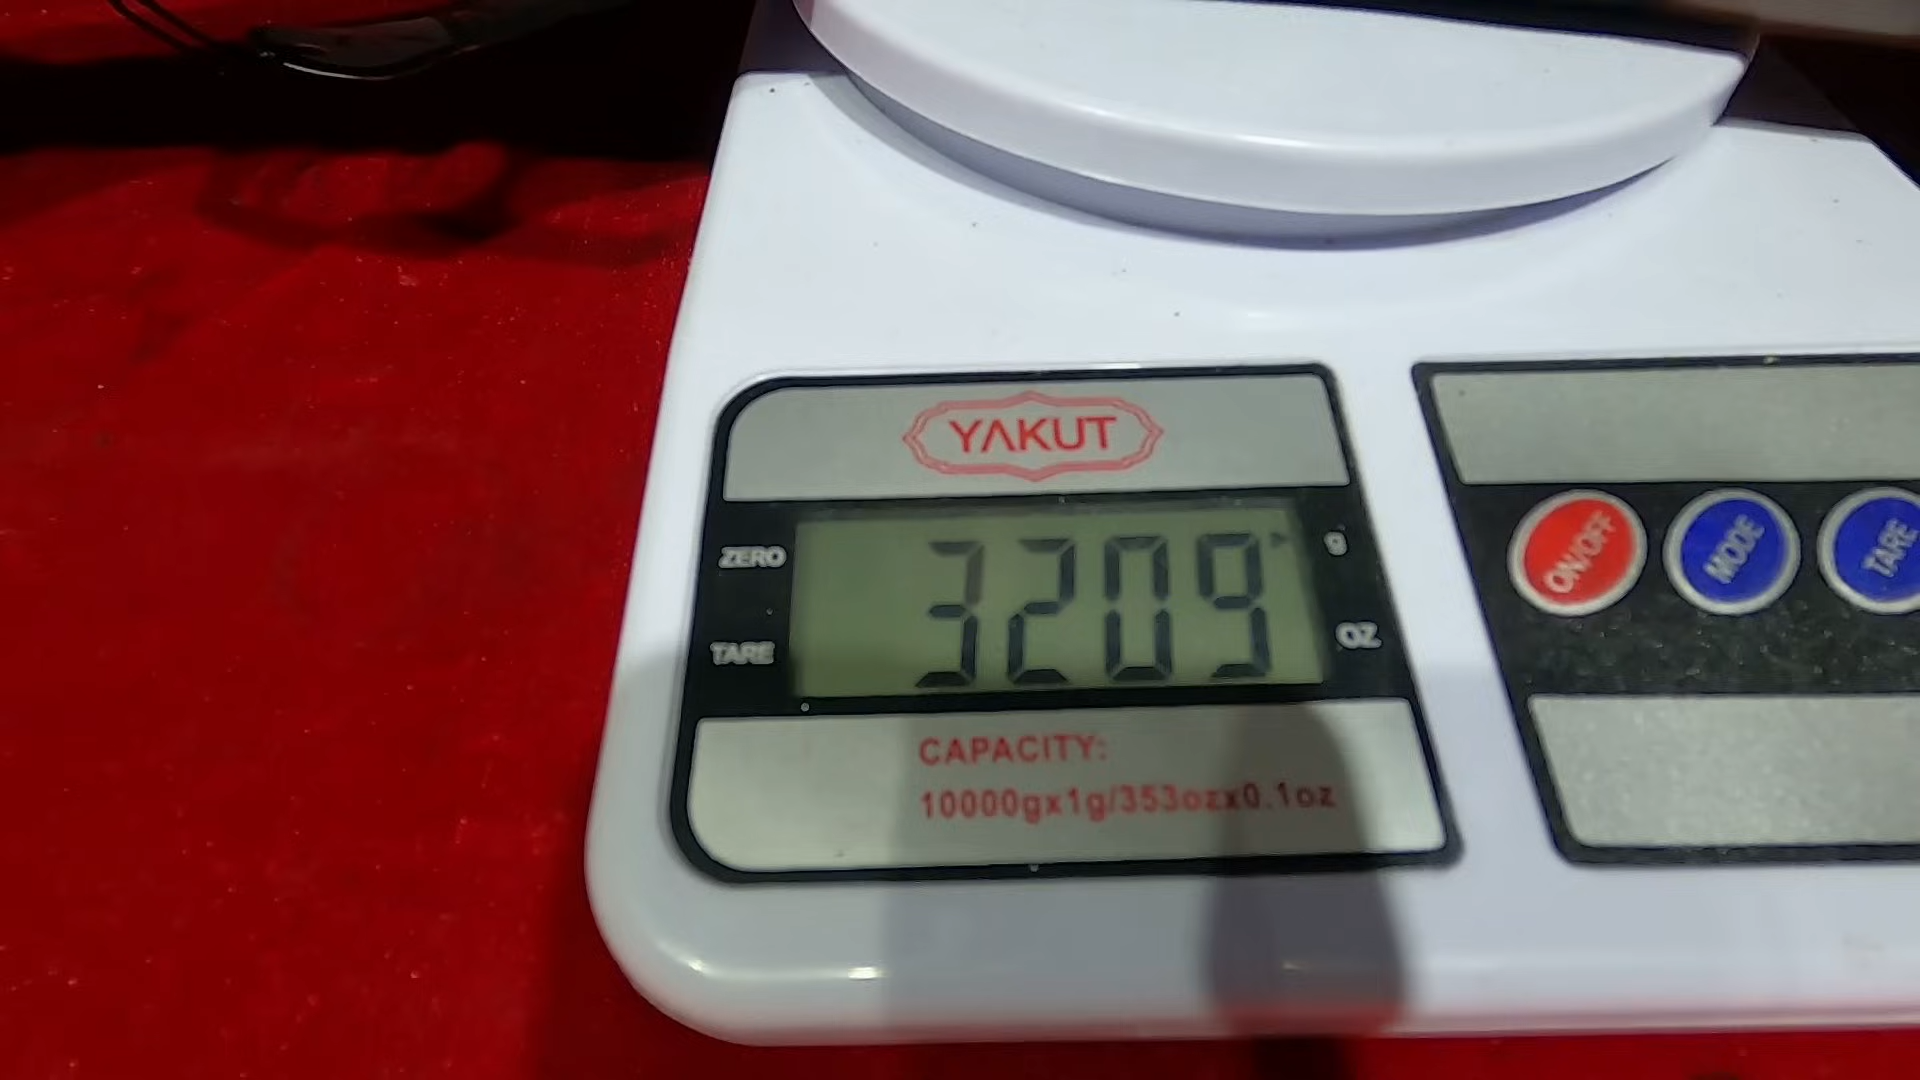 YAKUT
ZERO
3209
g
TARE
OZ
CAPACITY:
10000gx1g/353ozx0.1oz
ON/OFF
MODE
TARE